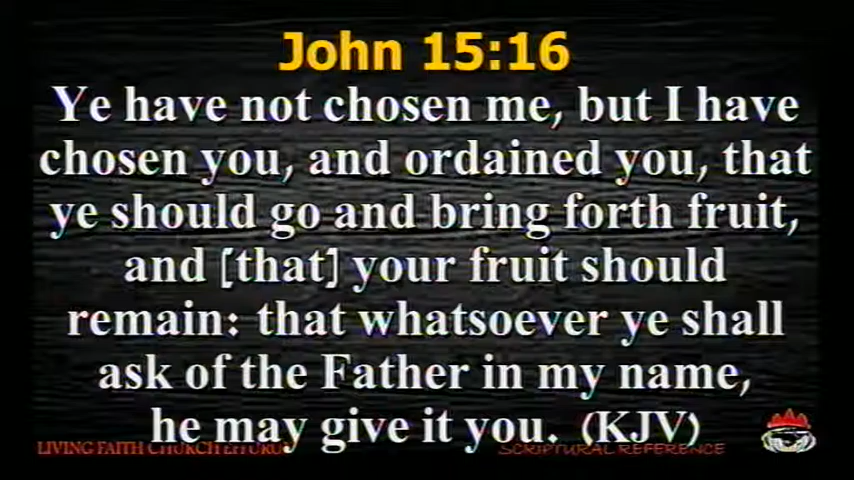 John 15:16
Ye have not chosen me, but I have
chosen you, and ordained you, that
ye should go and bring forth fruit,
and [that] your fruit should
remain: that whatsoever ye shall
ask of the Father in my name,
he may give it you. (KJV)
LIVING FAITH CHURCH
SCRIPTURAL REFERENCE